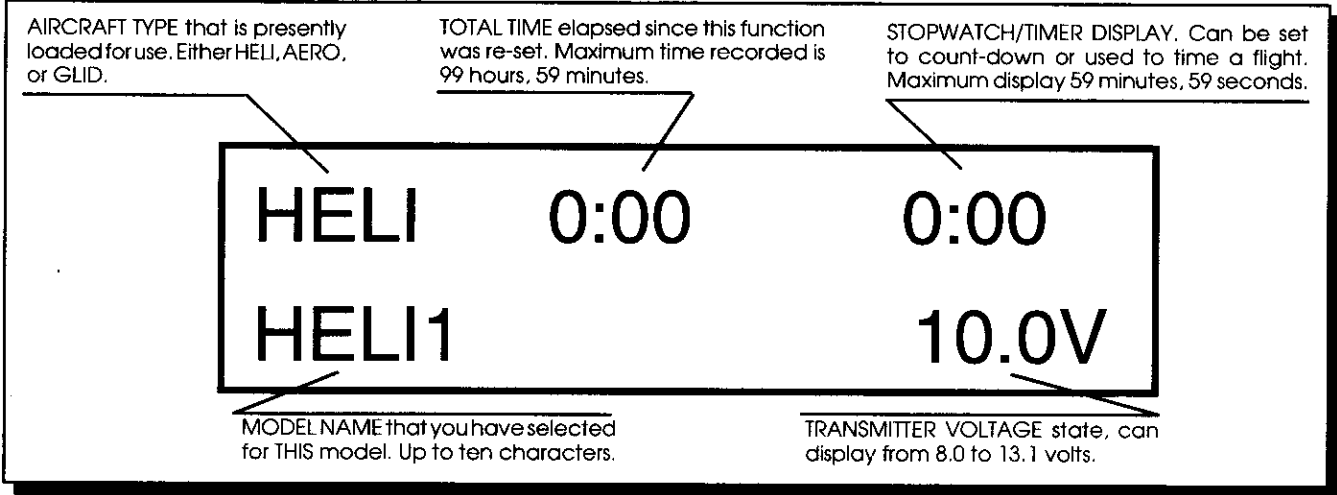 AIRCRAFT TYPE that is presently
loaded for use. Either HELI, AERO,
or GLID.
TOTAL TIME elapsed since this function
was re-set. Maximum time recorded is
99 hours, 59 minutes.
STOPWATCH/TIMER DISPLAY. Can be set
to count-down or used to time a flight.
Maximum display 59 minutes, 59 seconds.
HELI 0:00 0:00
HELI1 10.0V
MODEL NAME that you have selected
for THIS model. Up to ten characters.
TRANSMITTER VOLTAGE state, can
display from 8.0 to 13.1 volts.